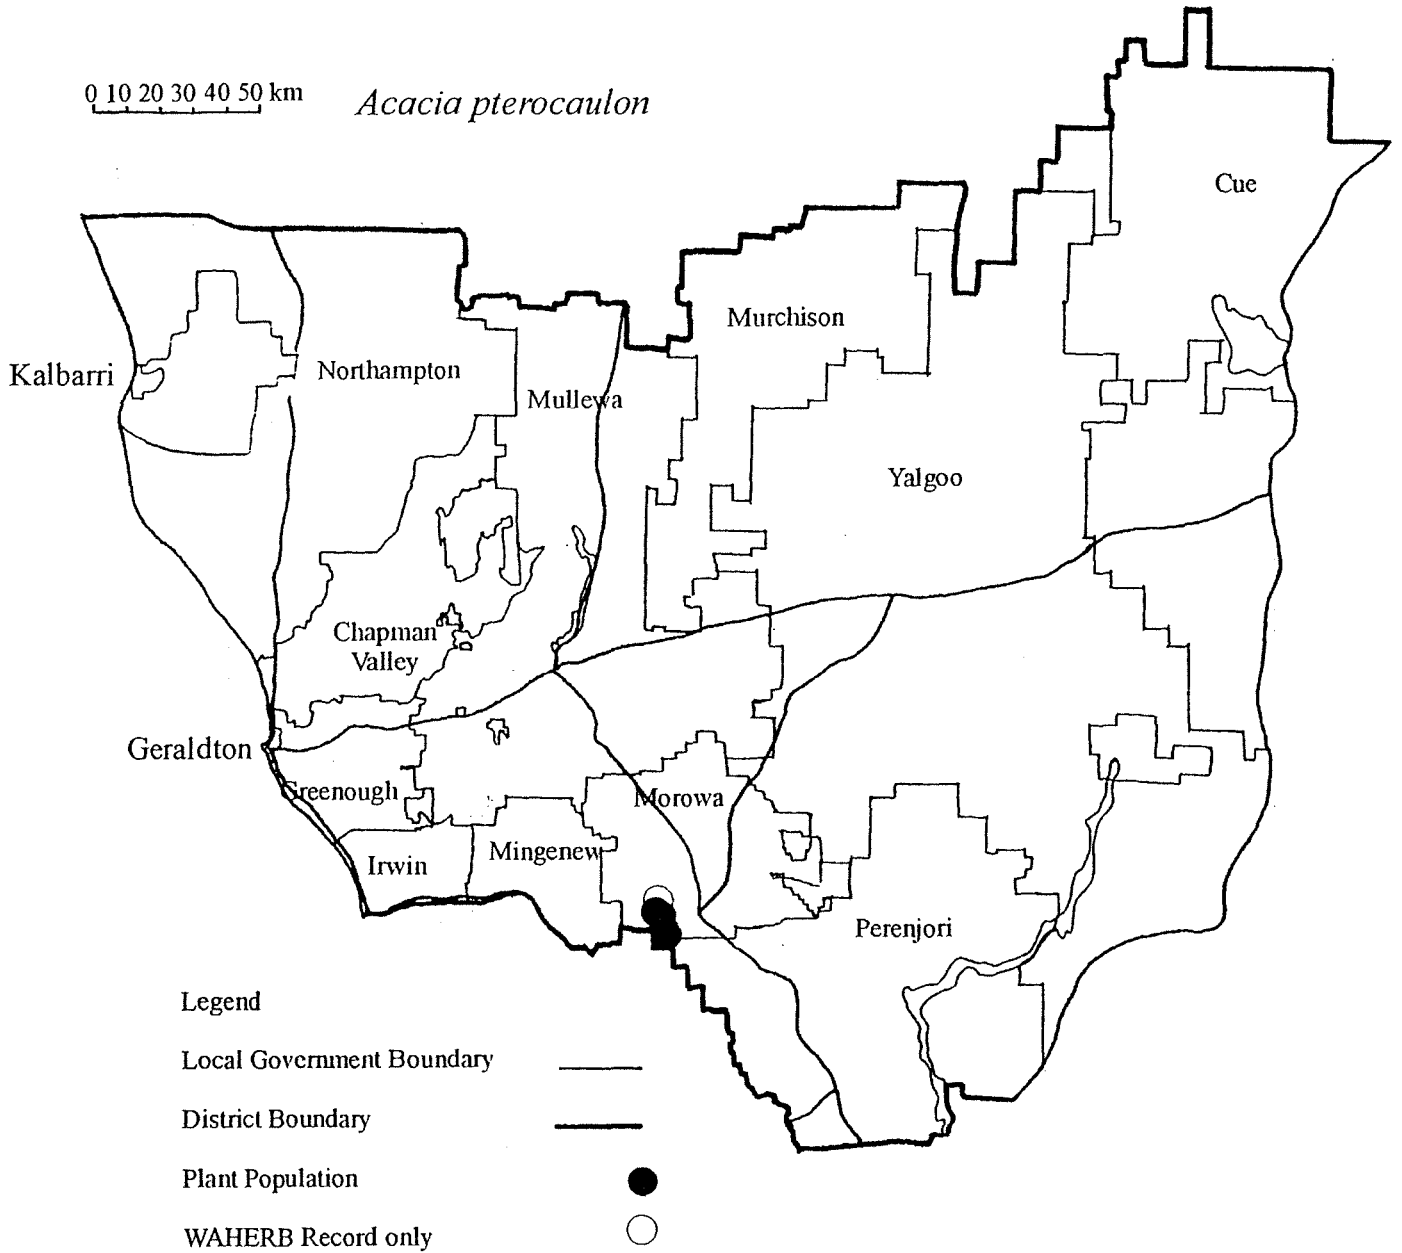 0 10 20 30 40 50 km
Acacia pterocaulon
Cue
Murchison
Kalbarri
Northampton
Mullewa
Yalgoo
Chapman
Valley
Geraldton
Greenough
Morowa
Irwin
Mingenew
Perenjori
Legend
Local Government Boundary
District Boundary
Plant Population
WAHERB Record only